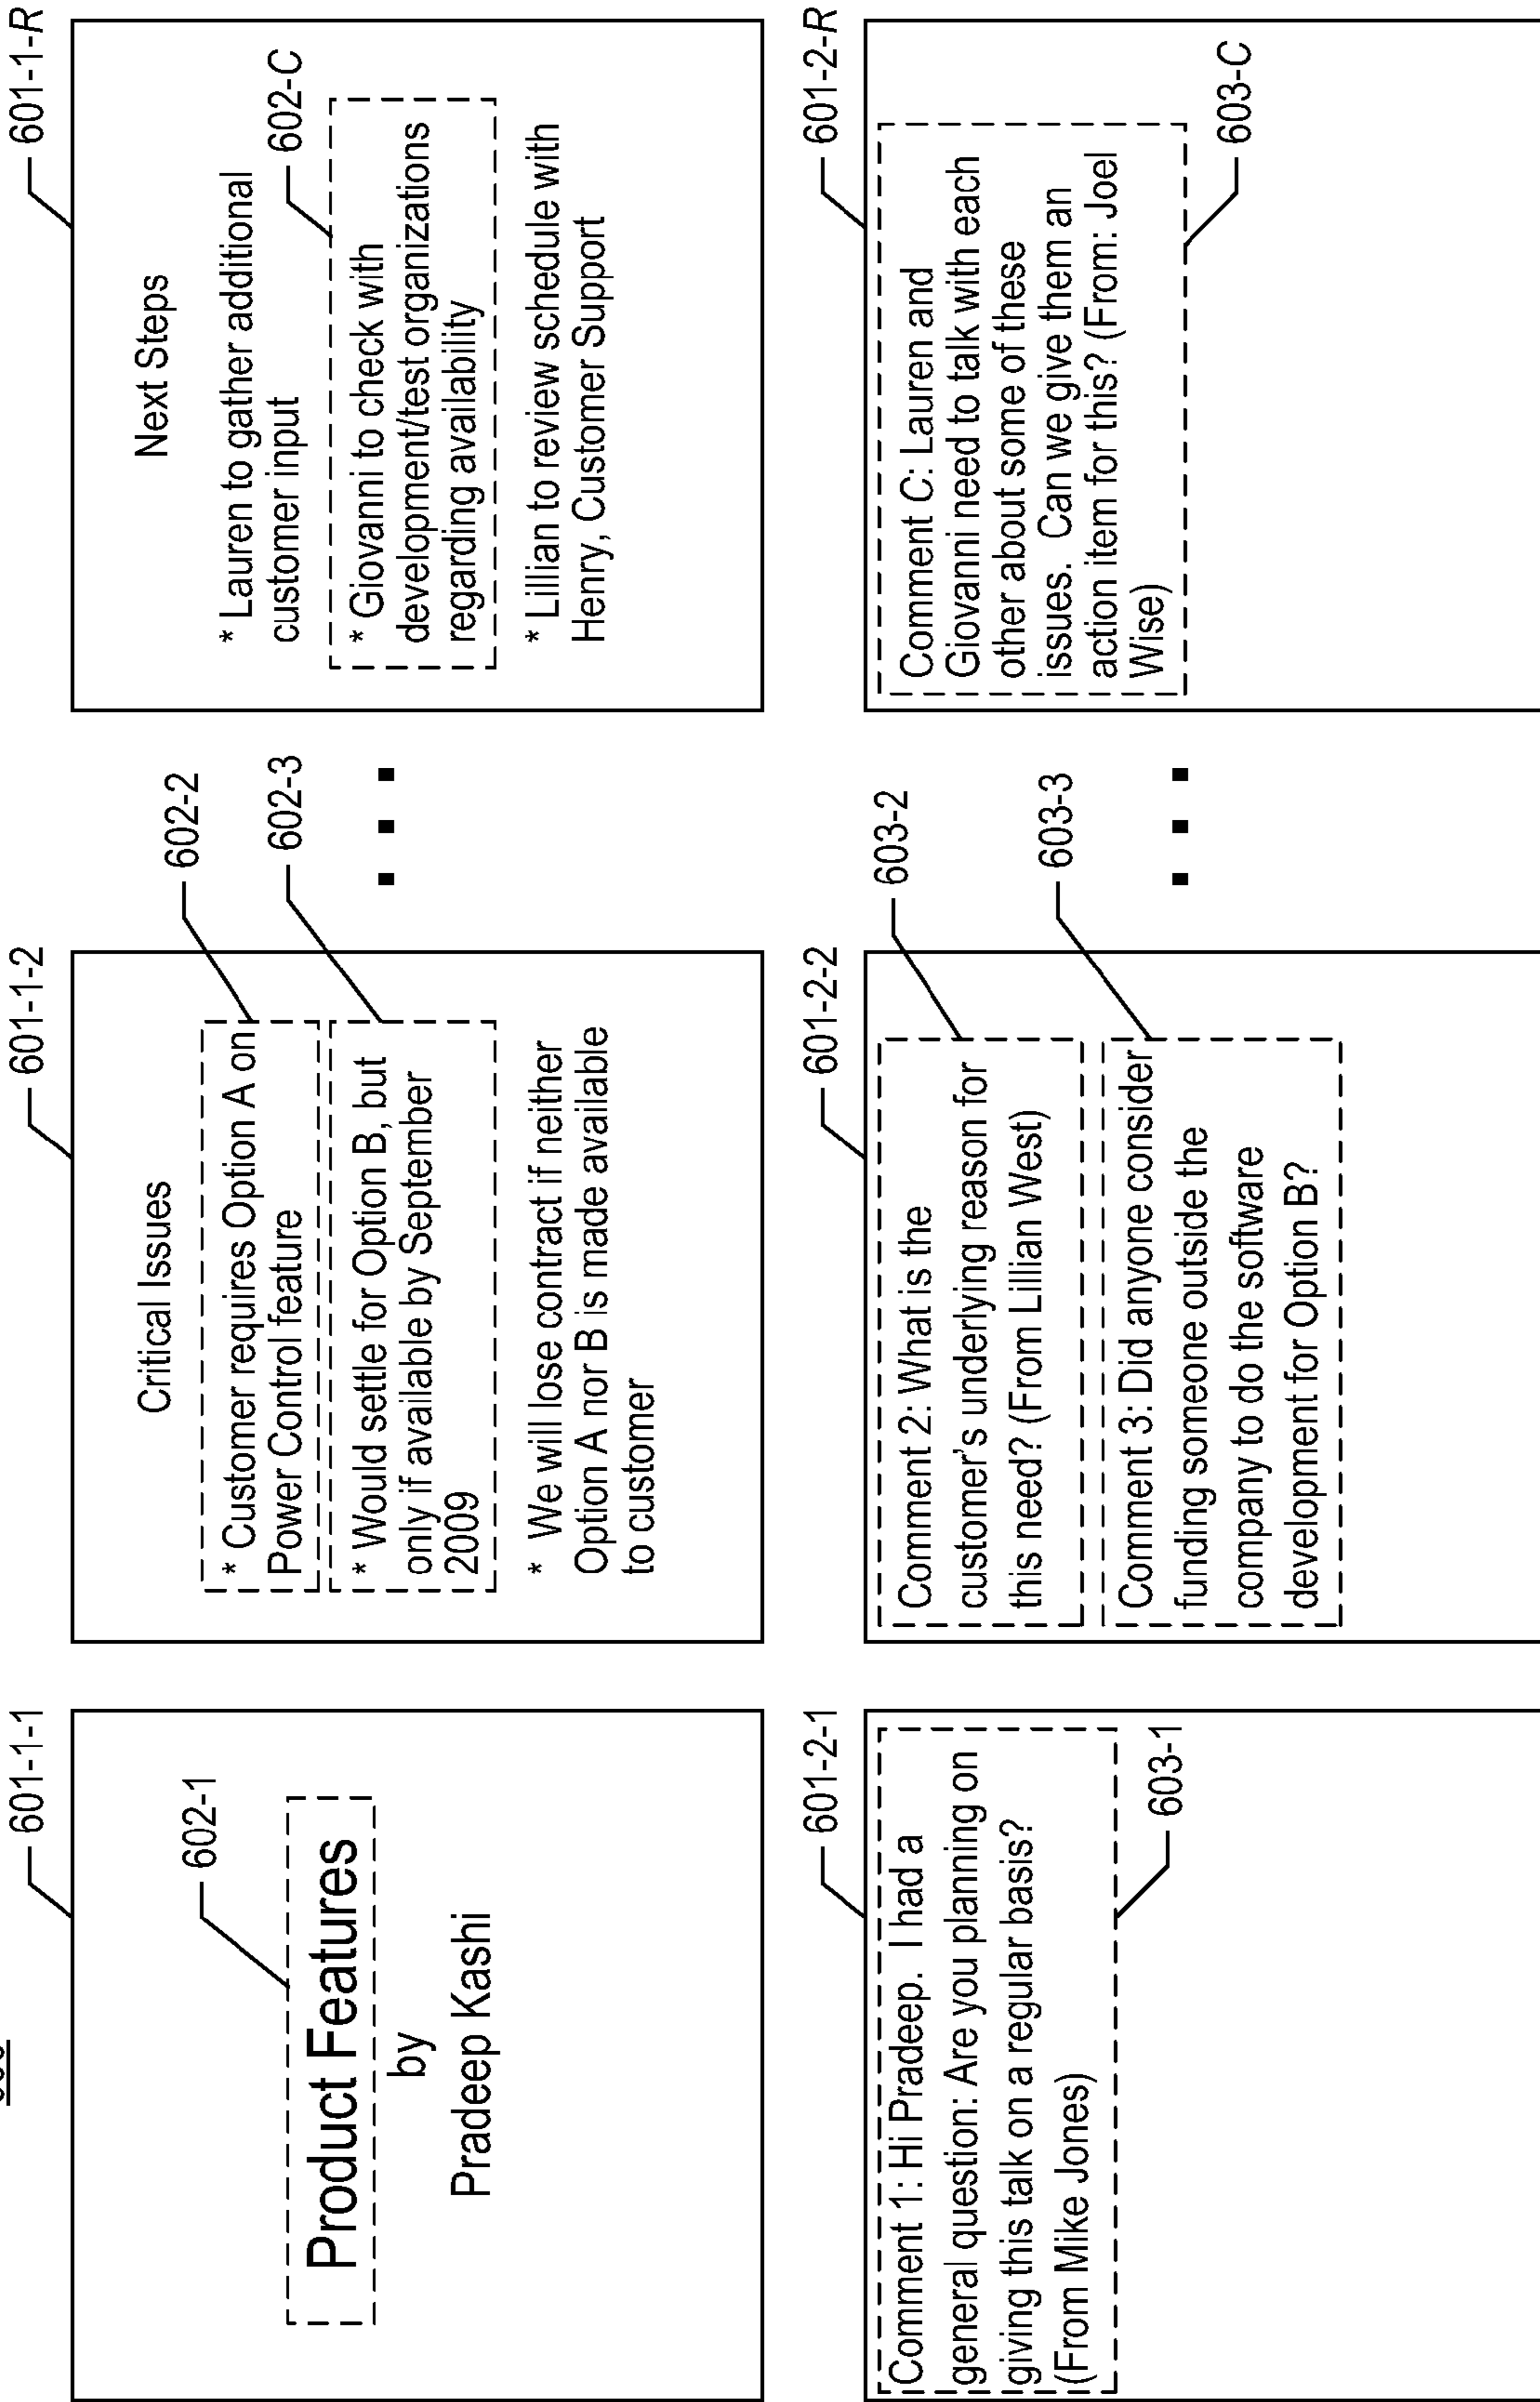 601-1-1
602-1
Product Features
by
Pradeep Kashi
601-1-2
Critical Issues
602-2
* Customer requires Option A on
Power Control feature
602-3
* Would settle for Option B, but
only if available by September
2009
* We will lose contract if neither
Option A nor B is made available
to customer
601-1-R
Next Steps
* Lauren to gather additional
customer input
602-C
* Giovanni to check with
development/test organizations
regarding availability
* Lillian to review schedule with
Henry, Customer Support
601-2-1
Comment 1: Hi Pradeep. I had a
general question: Are you planning on
giving this talk on a regular basis?
(From Mike Jones)
603-1
601-2-2
603-2
Comment 2: What is the
customer's underlying reason for
this need? (From Lillian West)
603-3
Comment 3: Did anyone consider
funding someone outside the
company to do the software
development for Option B?
601-2-R
Comment C: Lauren and
Giovanni need to talk with each
other about some of these
issues. Can we give them an
action item for this? (From: Joel
Wise)
603-C